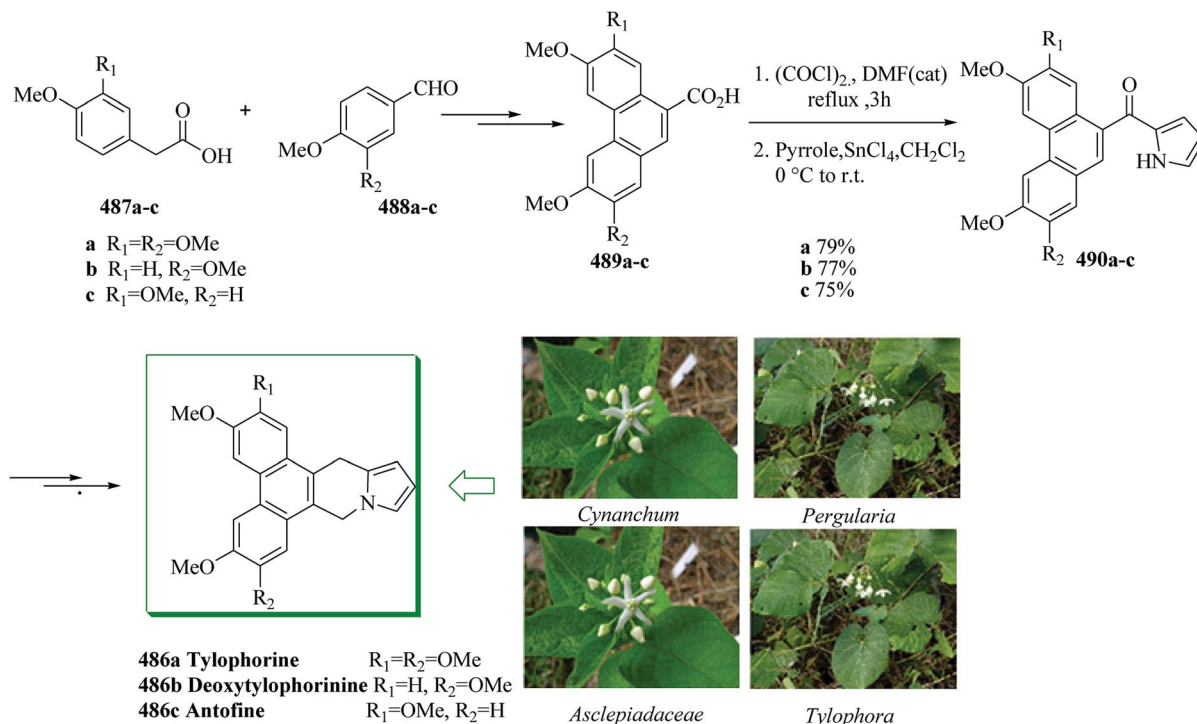 R1
MeO
O
OH
487a-c
+
CHO
MeO
R2
488a-c
a R1=R2=OMe
b R1=H, R2=OMe
c R1=OMe, R2=H
R1
MeO
CO2H
MeO
R2
489a-c
1. (COCl)2., DMF(cat)
reflux ,3h
2. Pyrrole,SnCl4,CH2Cl2
0 °C to r.t.
a 79%
b 77%
c 75%
R1
MeO
O
HN
MeO
R2
490a-c
R1
MeO
N
MeO
R2
486a Tylophorine R1=R2=OMe
486b Deoxytylophorinine R1=H, R2=OMe
486c Antofine R1=OMe, R2=H
Cynanchum
Pergularia
Asclepiadaceae
Tylophora